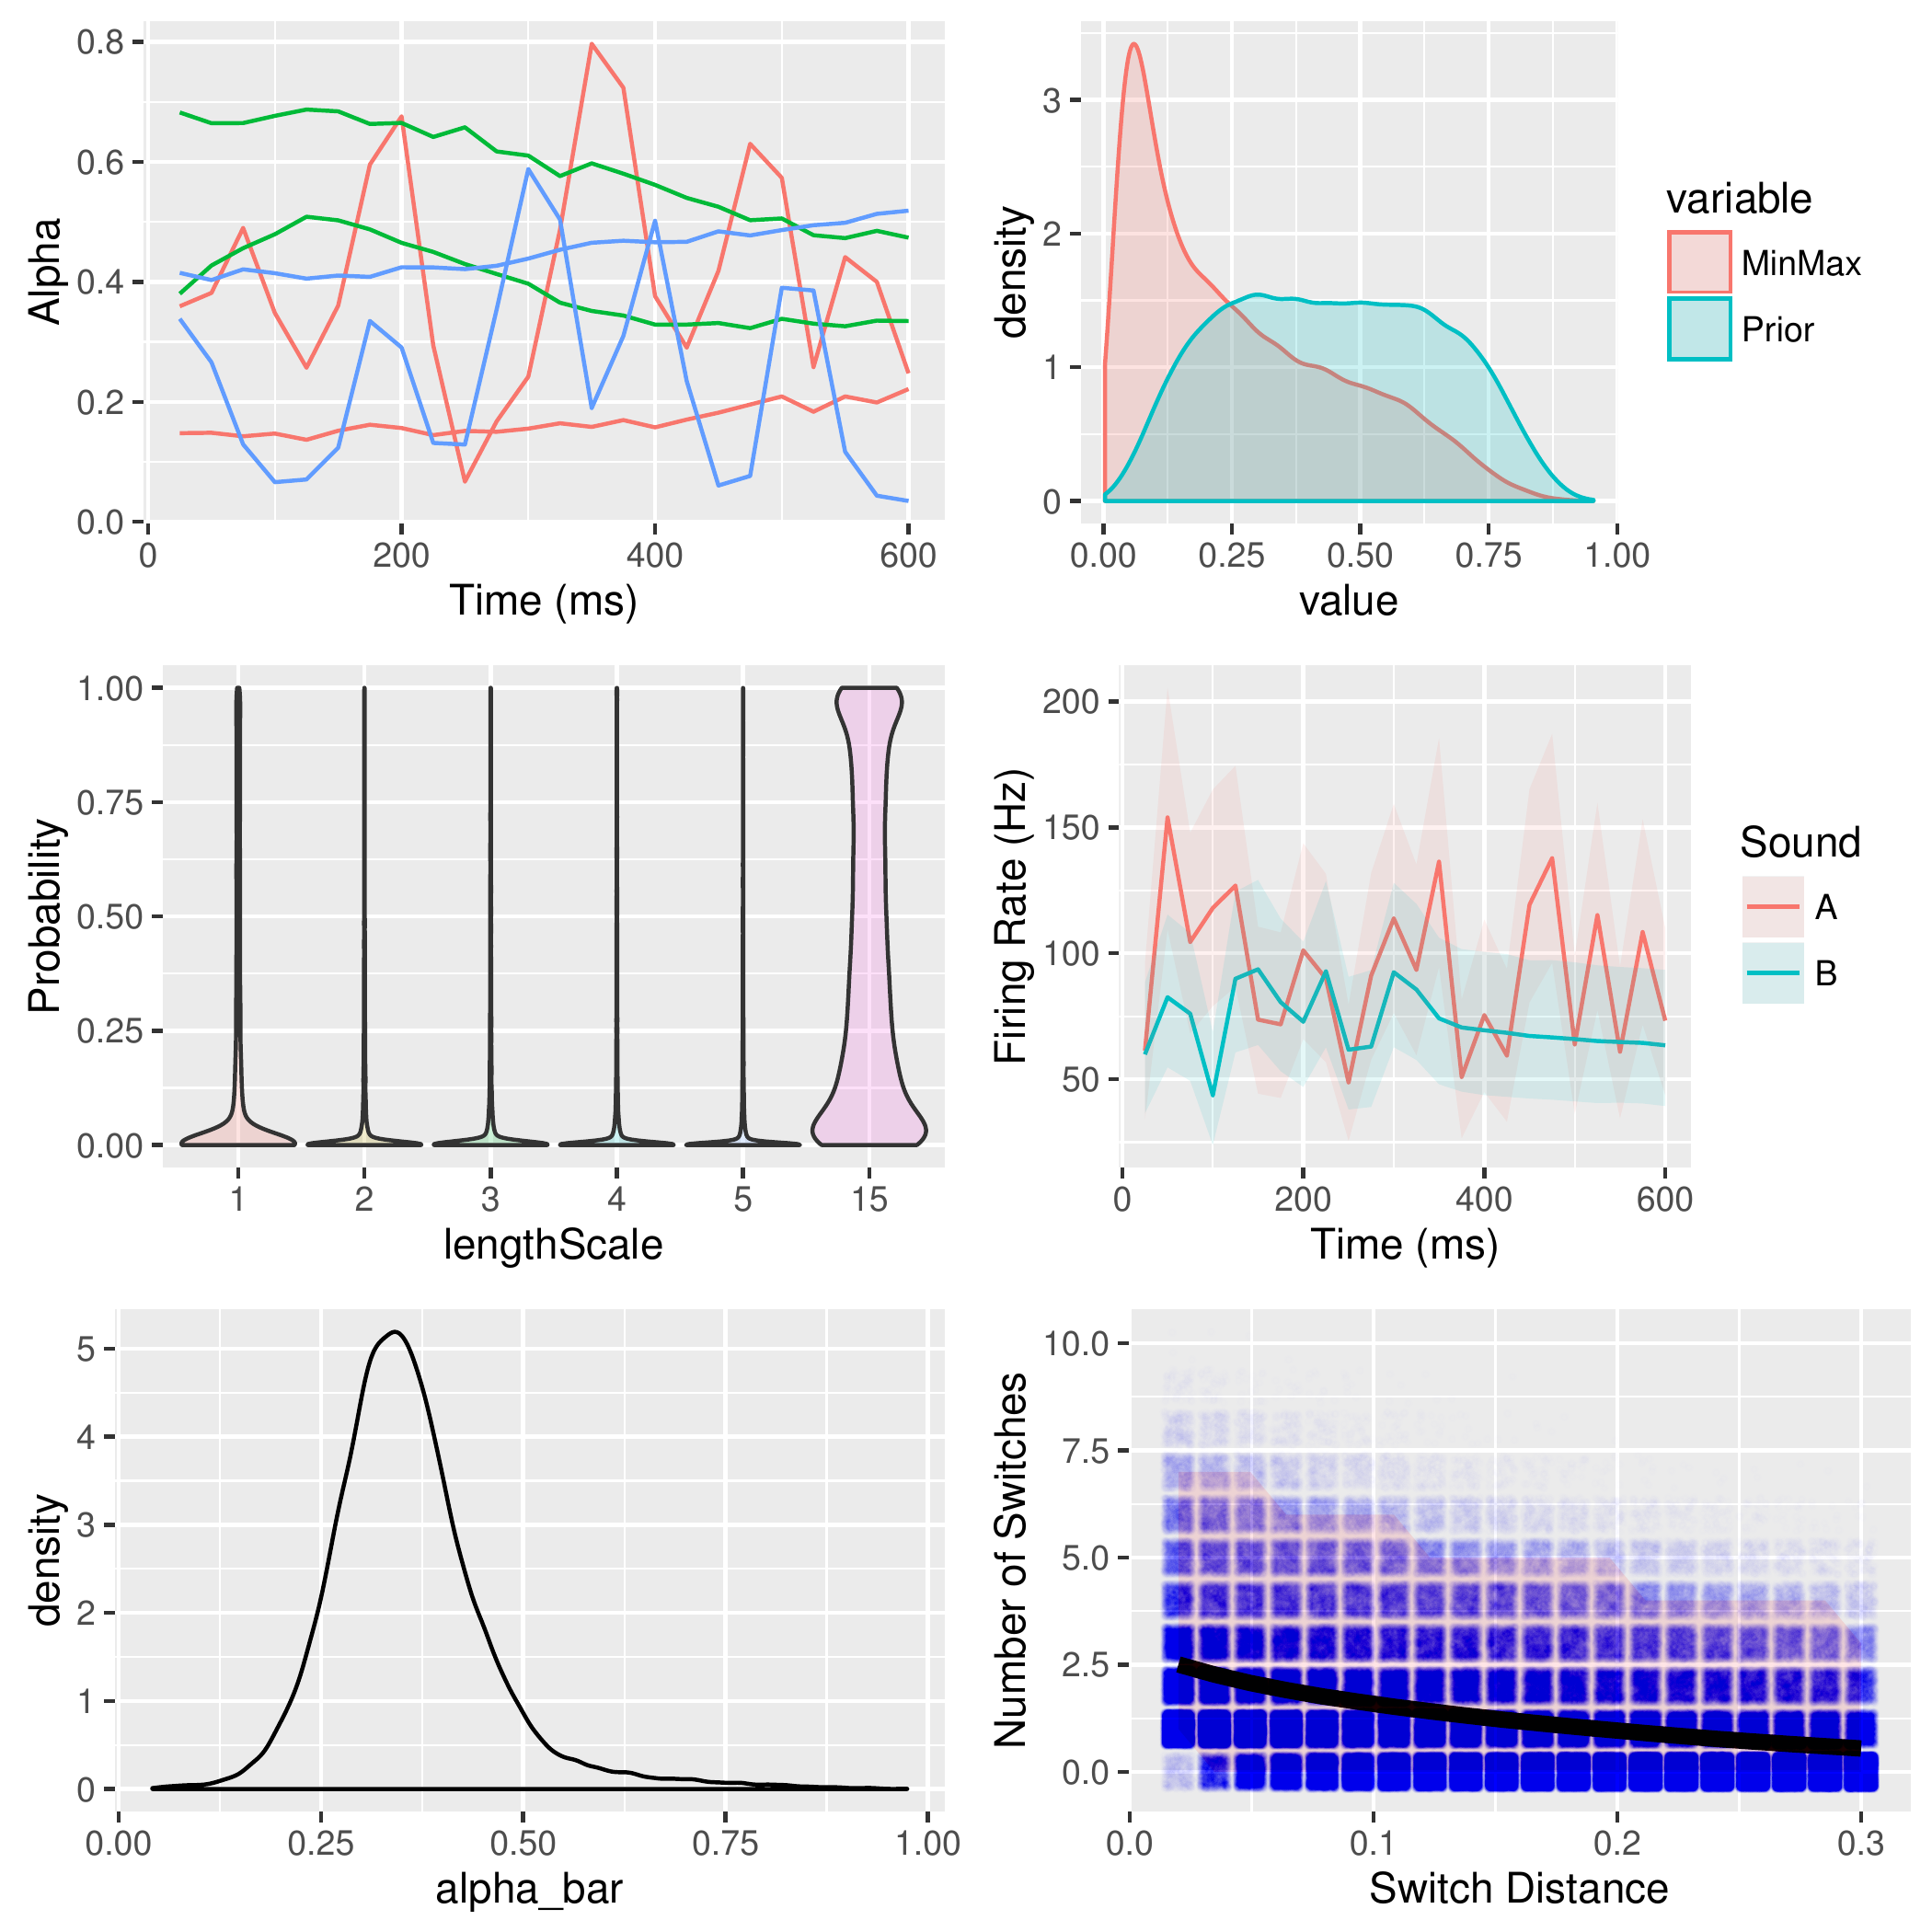 0.8
0.6
0.4
0.2
0.0
Alpha
0 200 400 600
Time (ms)
3
2
1
0
density
0.00 0.25 0.50 0.75 1.00
value
variable
MinMax
Prior
1.00
0.75
0.50
0.25
0.00
Probability
1 2 3 4 5 15
lengthScale
200
150
100
50
Firing Rate (Hz)
0 200 400 600
Time (ms)
Sound
A
B
5
4
3
2
1
0
density
0.00 0.25 0.50 0.75 1.00
alpha_bar
10.0
7.5
5.0
2.5
0.0
Number of Switches
0.0 0.1 0.2 0.3
Switch Distance